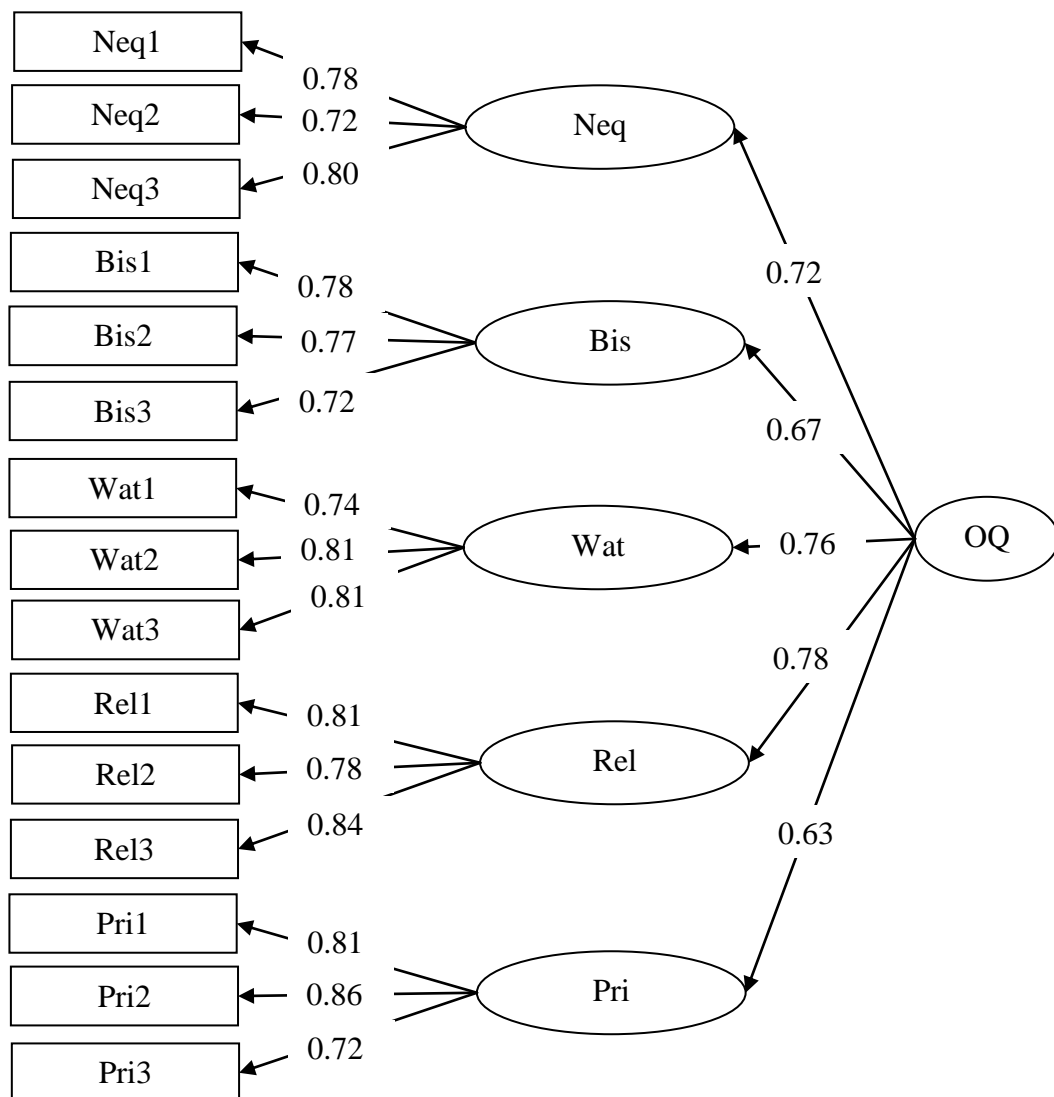 Neq1
0.78
Neq2
0.72
Neq
Neq3
0.80
Bis1
0.78
0.72
Bis2
0.77
Bis
Bis3
0.72
0.67
Wat1
0.74
Wat2
0.81
Wat
0.76
OQ
Wat3
0.81
Rel1
0.81
0.78
Rel2
0.78
Rel
Rel3
0.84
0.63
Pri1
0.81
Pri2
0.86
Pri
Pri3
0.72